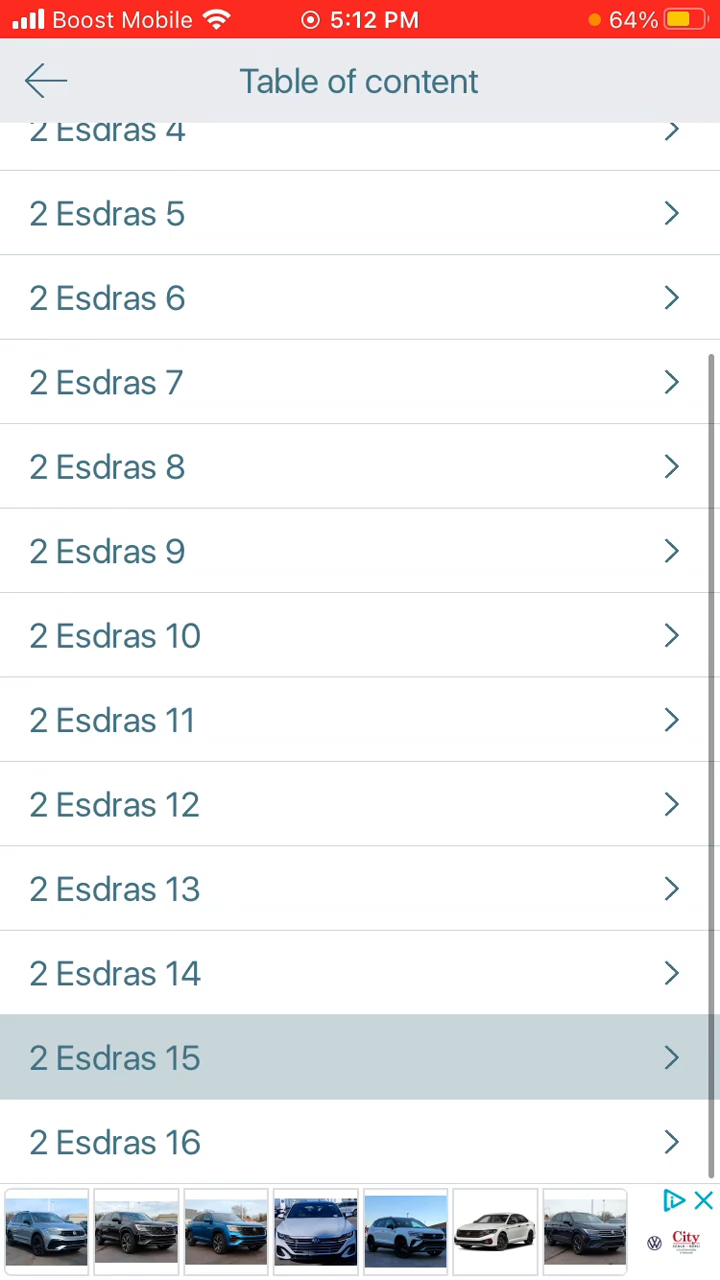 Boost Mobile 5:12 PM 64%
Table of content
2 Esdras 4
2 Esdras 5
2 Esdras 6
2 Esdras 7
2 Esdras 8
2 Esdras 9
2 Esdras 10
2 Esdras 11
2 Esdras 12
2 Esdras 13
2 Esdras 14
2 Esdras 15
2 Esdras 16
City